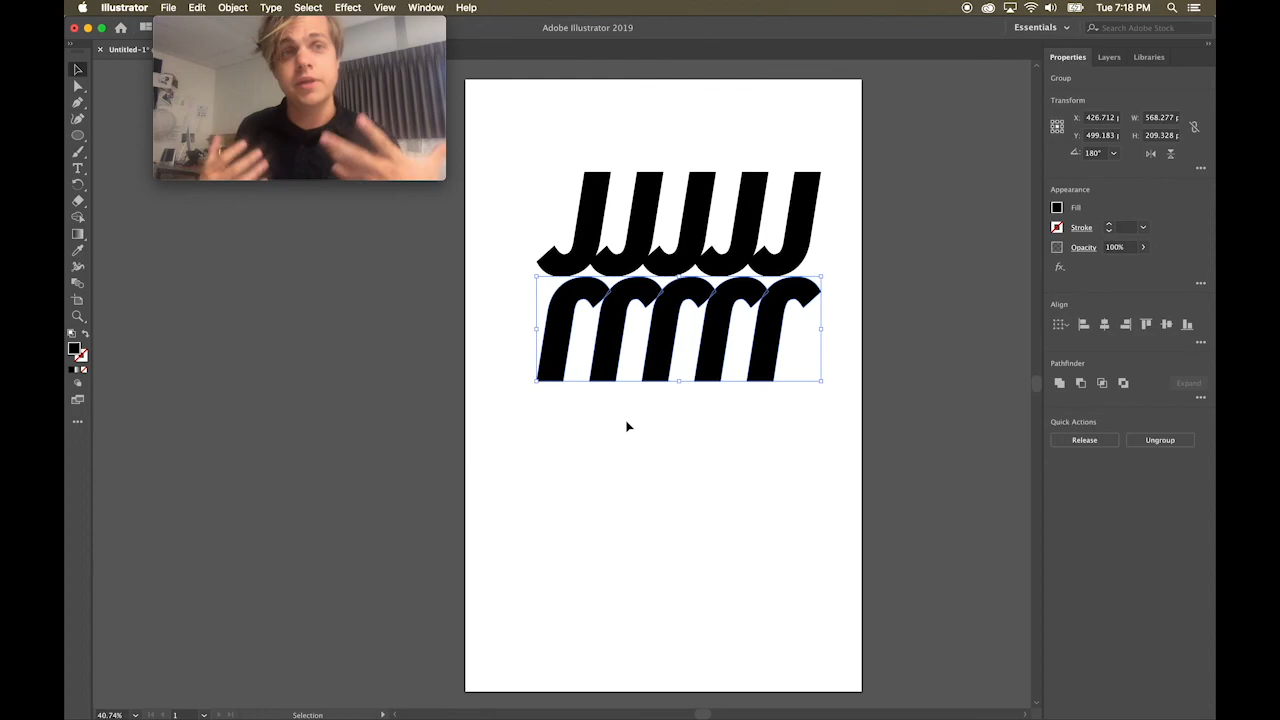 Illustrator File Edit Object Type Select Effect View Window Help Tue 7:18 PM
Adobe Illustrator 2019 Essentials Search Adobe Stock
Untitled-1*
Properties Layers Libraries
Group
Transform
X: 426.712 p W: 568.277 p
Y: 499.183 p H: 209.328 p
180°
Appearance
Fill
Stroke
Opacity 100%
fx.
Align
Pathfinder
Expand
Quick Actions
Release Ungroup
JJJJJ
40.74% 1 Selection